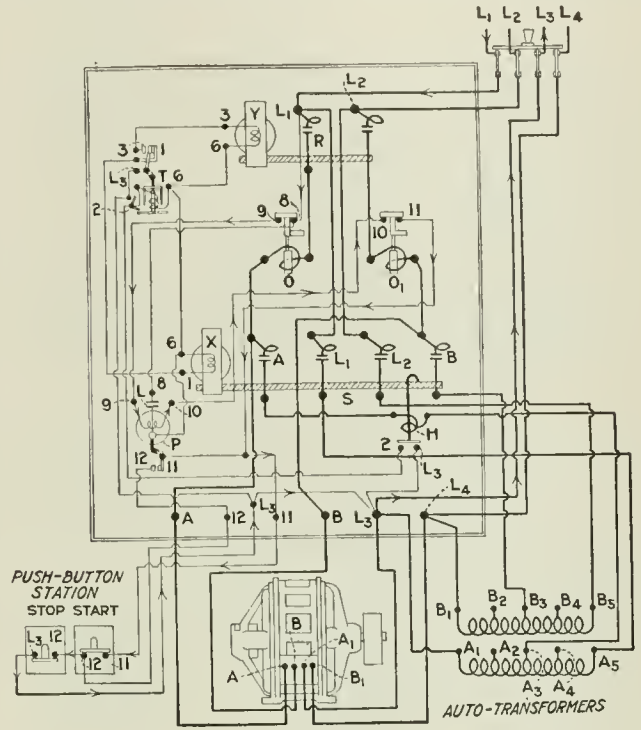 L1 L2 L3 L4
L1
L2
3
Y
6
R
3
1
L3
T
6
2
8
9
11
10
O
O1
6
X
1
A
L1
L2
B
S
L
8
9
10
P
12
11
H
2
L3
A
12
L3
11
B
L3
L4
PUSH-BUTTON
STATION
STOP START
L3
12
12
11
B
A1
A
B1
B1
B2
B3
B4
B5
A1
A2
A3
A4
A5
AUTO-TRANSFORMERS